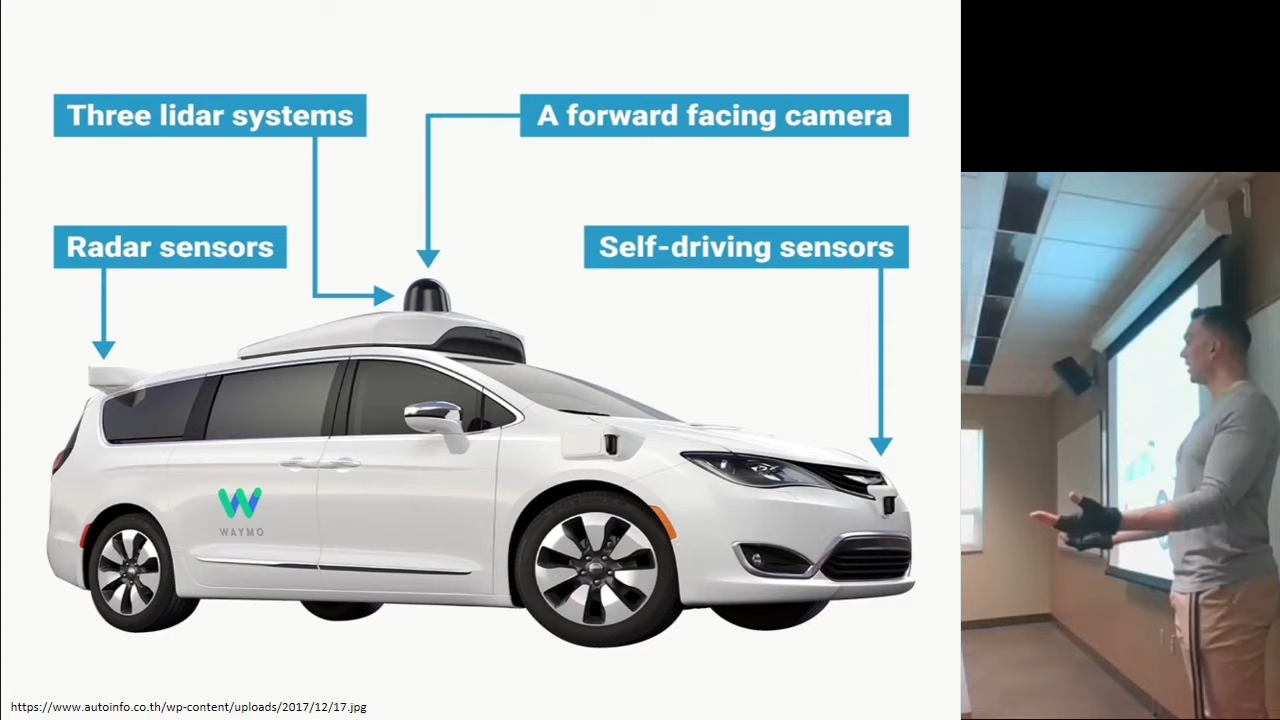 Three lidar systems
A forward facing camera
Radar sensors
Self-driving sensors
WAYMO
https://www.autoinfo.co.th/wp-content/uploads/2017/12/17.jpg